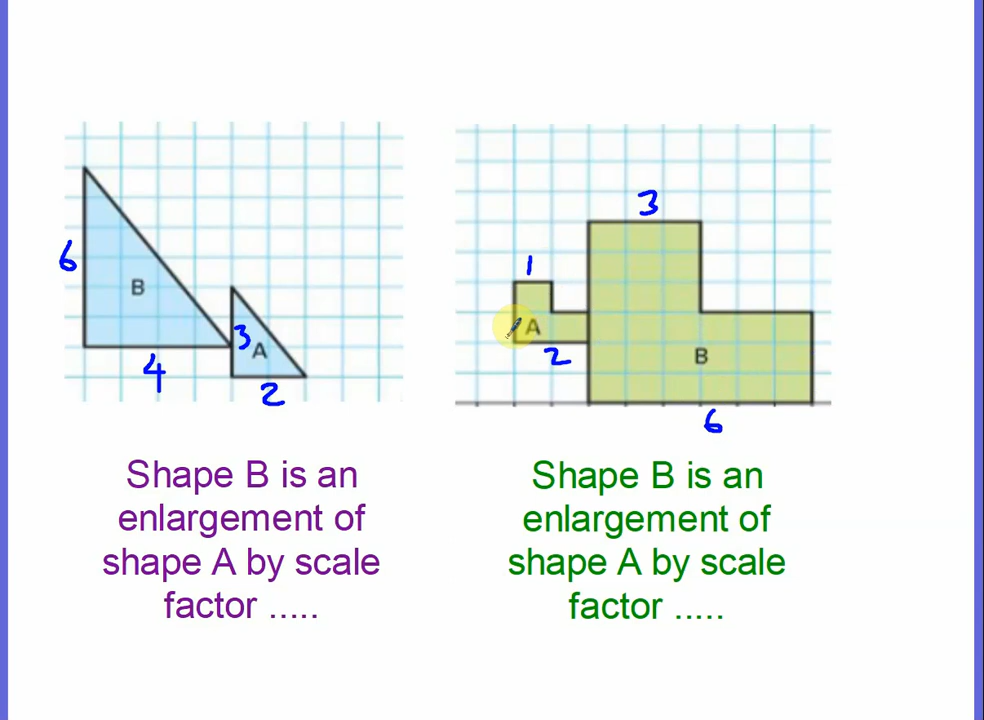 3
1
6
B
3
A
A
2
B
4
2
6
Shape B is an
enlargement of
shape A by scale
factor .....
Shape B is an
enlargement of
shape A by scale
factor .....